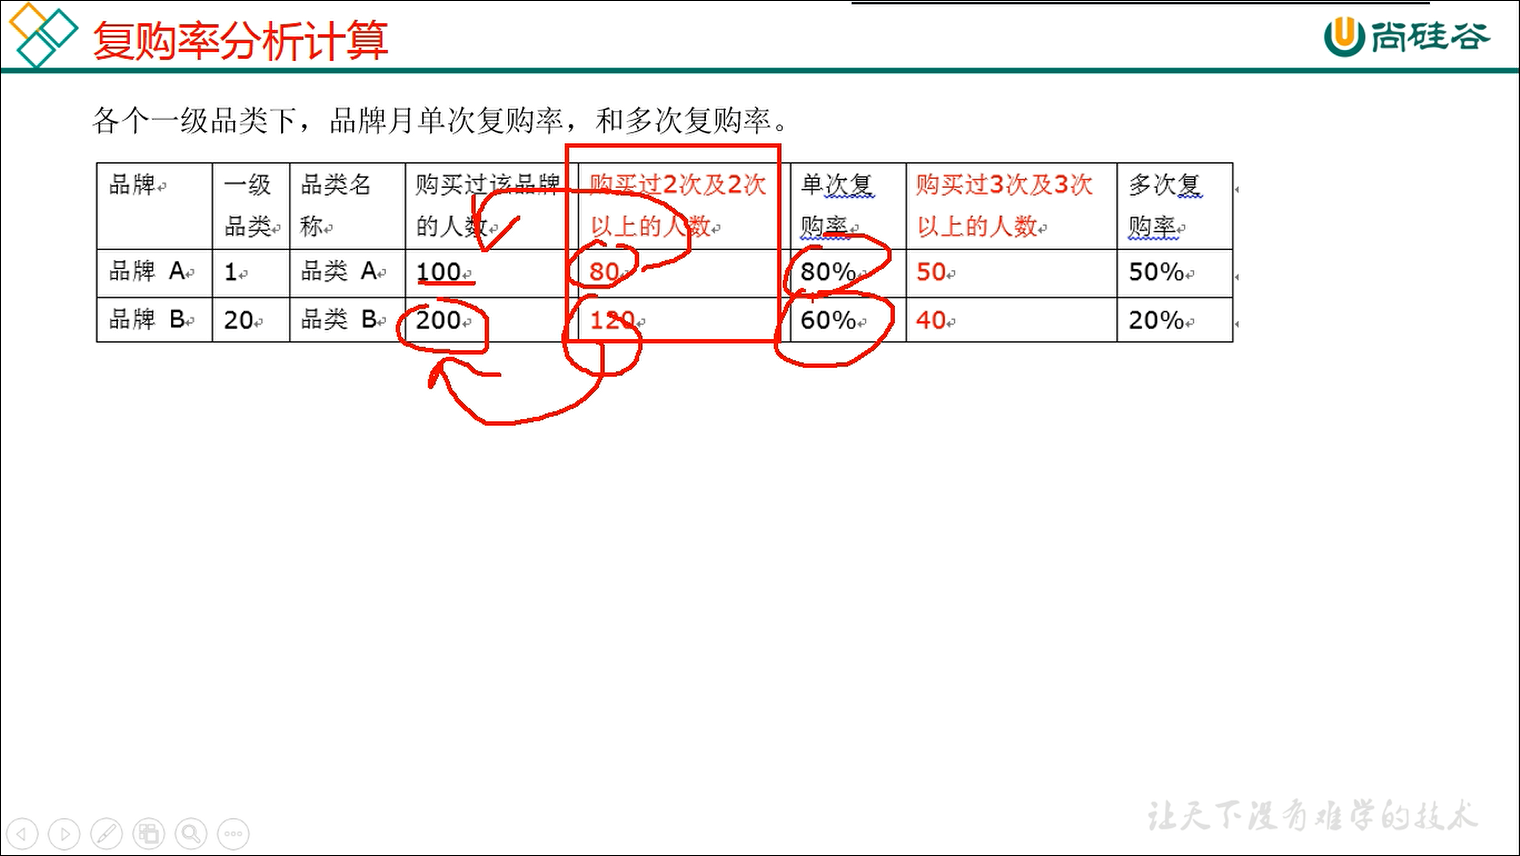 复购率分析计算
尚硅谷
各个一级品类下，品牌月单次复购率，和多次复购率。
品牌 一级品类 品类名称 购买过该品牌的人数 购买过2次及2次以上的人数 单次复购率 购买过3次及3次以上的人数 多次复购率
品牌 A 1 品类 A 100 80 80% 50 50%
品牌 B 20 品类 B 200 120 60% 40 20%
让天下没有难学的技术